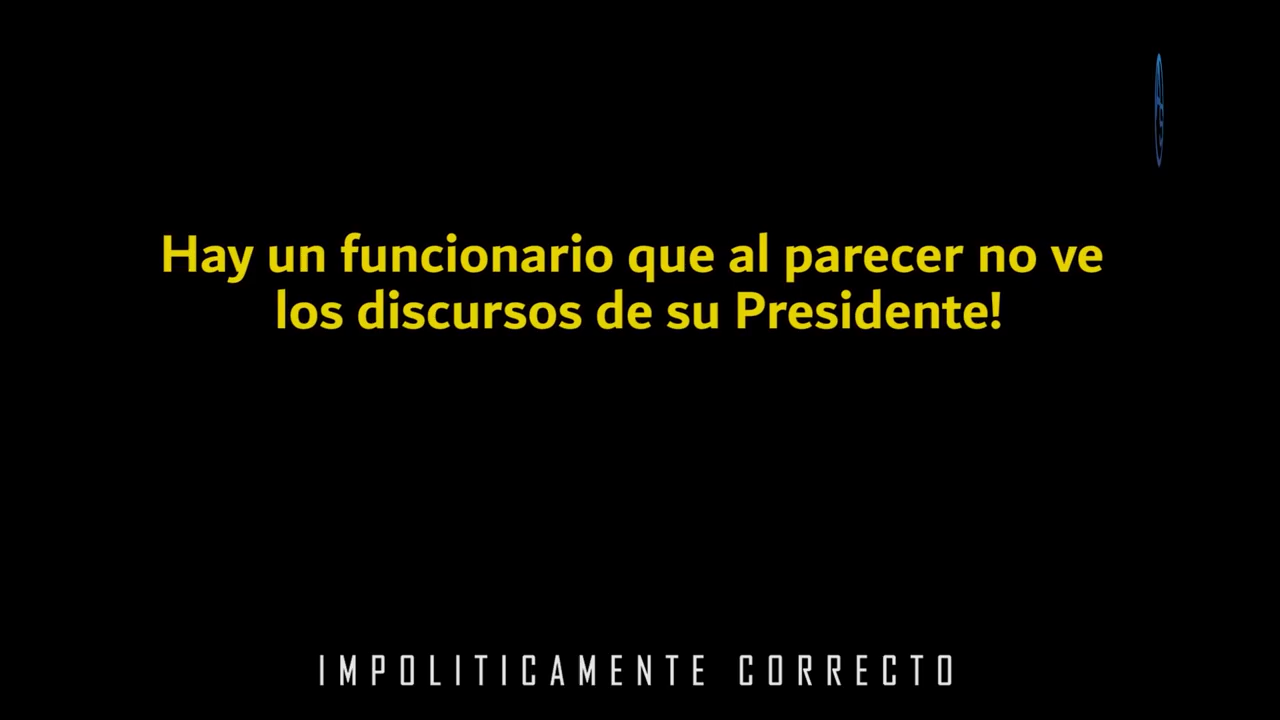 Hay un funcionario que al parecer no ve
los discursos de su Presidente!
IMPOLITICAMENTE CORRECTO